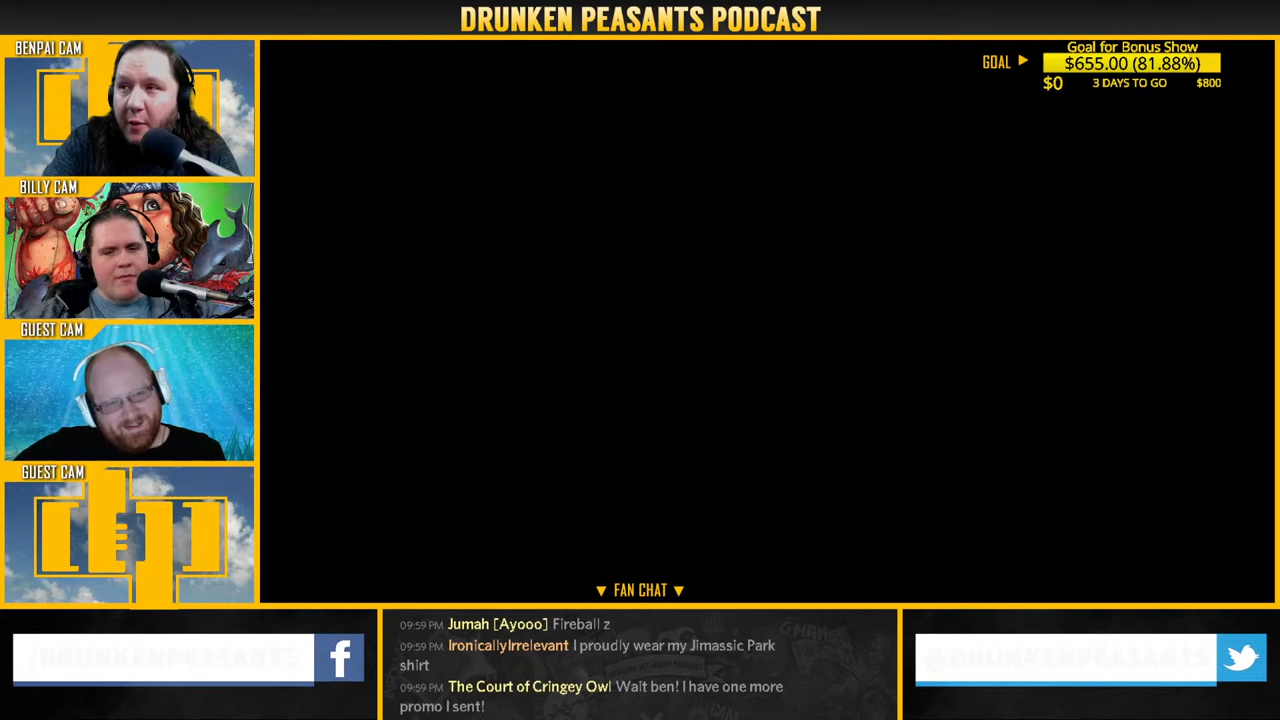 DRUNKEN PEASANTS PODCAST
BENPAI CAM
BILLY CAM
GUEST CAM
GUEST CAM
GOAL ►
Goal for Bonus Show
$655.00 (81.88%)
$0 3 DAYS TO GO $800
▼ FAN CHAT ▼
09:59 PM Jumah [Ayooo] Fireball z
09:59 PM IronicallyIrrelevant I proudly wear my Jimassic Park
shirt
09:59 PM The Court of Cringey Owl Wait ben! I have one more
promo I sent!
/DRUNKENPEASANTS
f
@DRUNKENPEASANTS